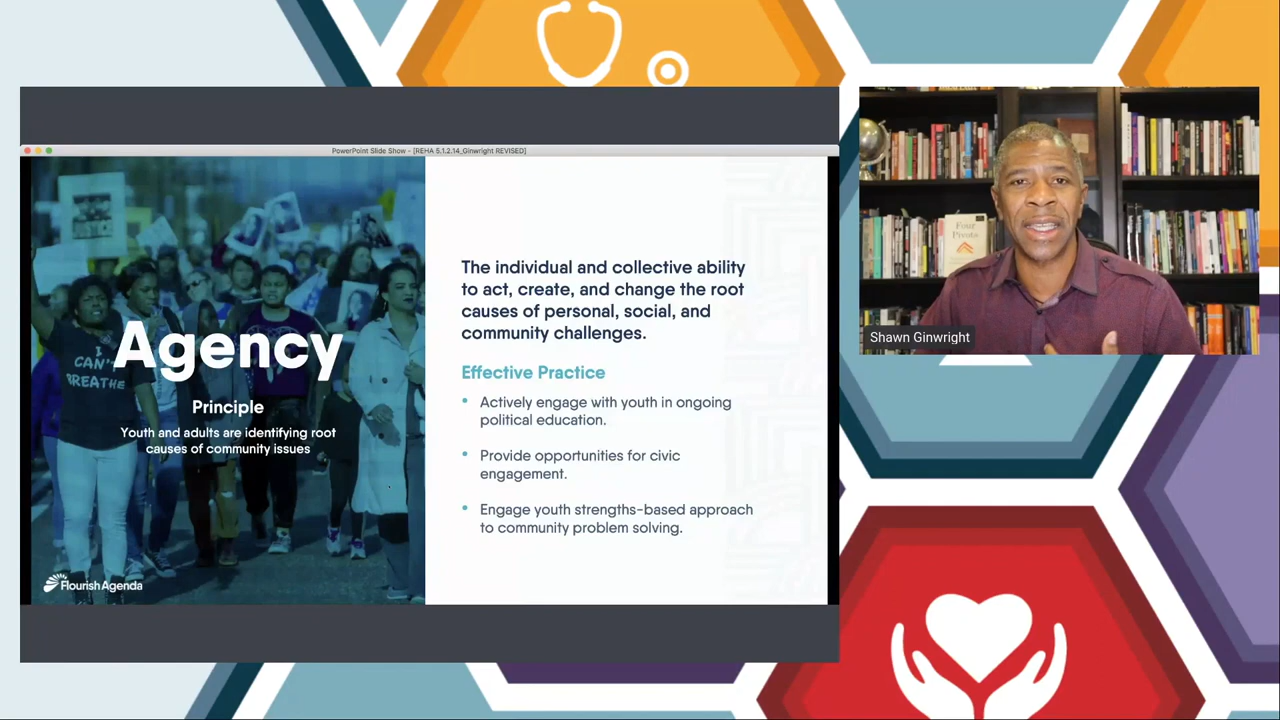 PowerPoint Slide Show - [REHA 5.1.2.14_Ginwright REVISED]
I
CAN'T
BREATHE
Agency
Principle
Youth and adults are identifying root
causes of community issues
Flourish Agenda
The individual and collective ability
to act, create, and change the root
causes of personal, social, and
community challenges.
Effective Practice
• Actively engage with youth in ongoing
political education.
• Provide opportunities for civic
engagement.
• Engage youth strengths-based approach
to community problem solving.
Four
Pivots
Shawn Ginwright